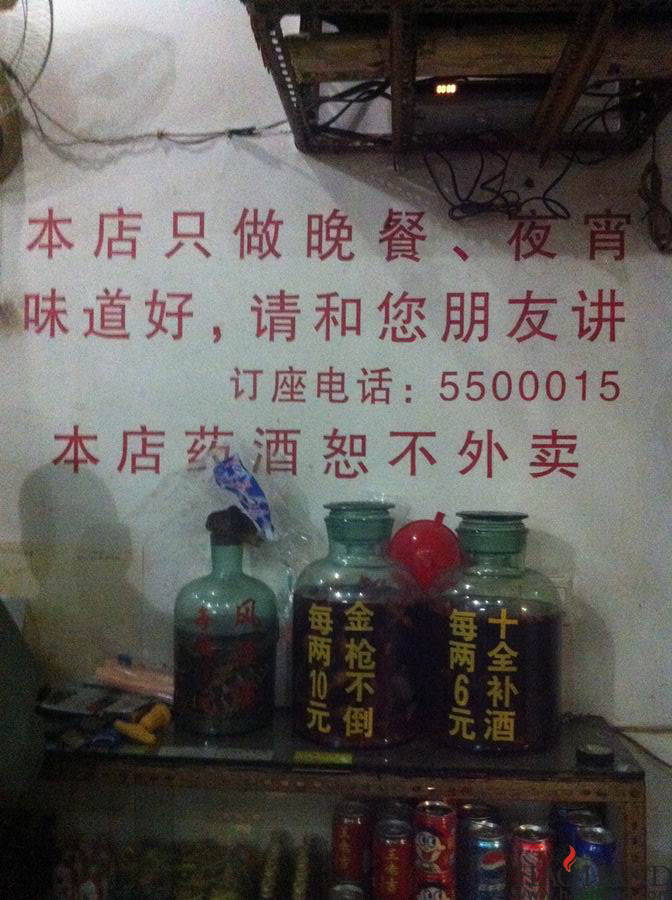 本店只做晚餐、夜宵
味道好，请和您朋友讲
订座电话：5500015
本店药酒恕不外卖
风
金枪不倒
每两10元
十全补酒
每两6元